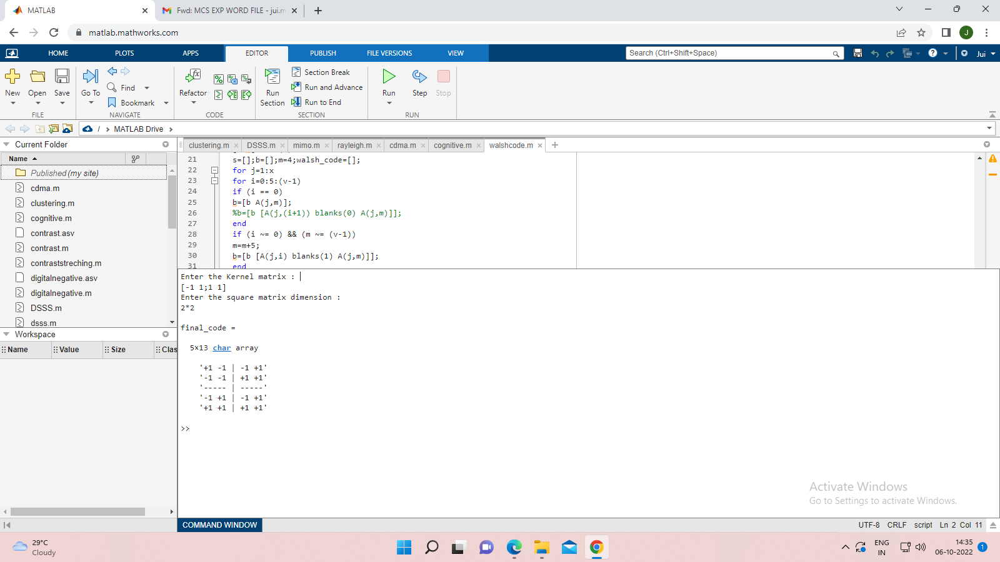 MATLAB
Fwd: MCS EXP WORD FILE - jui.m
matlab.mathworks.com
J
HOME PLOTS APPS EDITOR PUBLISH FILE VERSIONS VIEW
Search (Ctrl+Shift+Space)
Jui
New Open Save
FILE
Go To Find Bookmark
NAVIGATE
Refactor
CODE
Run Section
Section Break
Run and Advance
Run to End
SECTION
Run Step Stop
RUN
/ MATLAB Drive
Current Folder
Name
Published (my site)
cdma.m
clustering.m
cognitive.m
contrast.asv
contrast.m
contraststreching.m
digitalnegative.asv
digitalnegative.m
DSSS.m
dsss.m
Workspace
Name Value Size Clas
clustering.m DSSS.m mimo.m rayleigh.m cdma.m cognitive.m walshcode.m
21 s=[];b=[];m=4;walsh_code=[];
22 for j=1:x
23 for i=0:5:(v-1)
24 if (i == 0)
25 b=[b A(j,m)];
26 %b=[b [A(j,(i+1)) blanks(0) A(j,m)]];
27 end
28 if (i ~= 0) && (m ~= (v-1))
29 m=m+5;
30 b=[b [A(j,i) blanks(1) A(j,m)]];
31 end
Enter the Kernel matrix :
[-1 1;1 1]
Enter the square matrix dimension :
2*2
final_code =
5×13 char array
'+1 -1 | -1 +1'
'-1 -1 | +1 +1'
'----- | -----'
'-1 +1 | -1 +1'
'+1 +1 | +1 +1'
>>
Activate Windows
Go to Settings to activate Windows.
COMMAND WINDOW
UTF-8 CRLF script Ln 2 Col 11
29°C
Cloudy
ENG
IN
14:35
06-10-2022
1